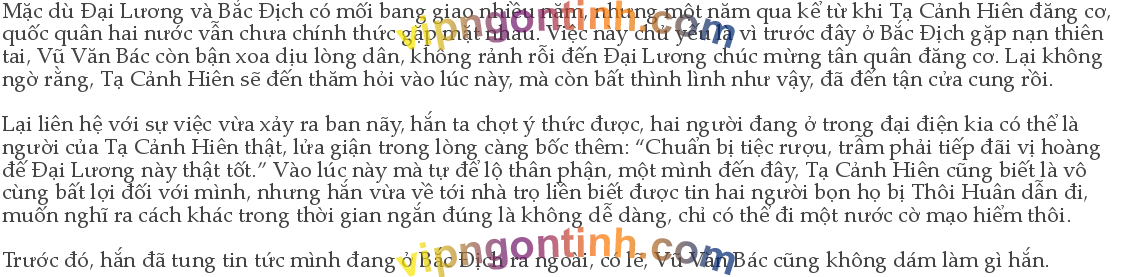 Mặc dù Đại Lương và Bắc Địch có mối bang giao nhiều năm, nhưng một năm qua kể từ khi Tạ Cảnh Hiên đăng cơ,
quốc quân hai nước vẫn chưa chính thức gặp mặt nhau. Việc này chủ yếu là vì trước đây ở Bắc Địch gặp nạn thiên
tai, Vũ Văn Bác còn bận xoa dịu lòng dân, không rảnh rỗi đến Đại Lương chúc mừng tân quân đăng cơ. Lại không
ngờ rằng, Tạ Cảnh Hiên sẽ đến thăm hỏi vào lúc này, mà còn bất thình lình như vậy, đã đến tận cửa cung rồi.
Lại liên hệ với sự việc vừa xảy ra ban nãy, hắn ta chợt ý thức được, hai người đang ở trong đại điện kia có thể là
người của Tạ Cảnh Hiên thật, lửa giận trong lòng càng bốc thêm: “Chuẩn bị tiệc rượu, trẫm phải tiếp đãi vị hoàng
đế Đại Lương này thật tốt.” Vào lúc này mà tự để lộ thân phận, một mình đến đây, Tạ Cảnh Hiên cũng biết là vô
cùng bất lợi đối với mình, nhưng hắn vừa về tới nhà trọ liền biết được tin hai người bọn họ bị Thôi Huân dẫn đi,
muốn nghĩ ra cách khác trong thời gian ngắn đúng là không dễ dàng, chỉ có thể đi một nước cờ mạo hiểm thôi.
Trước đó, hắn đã tung tin tức mình đang ở Bắc Địch ra ngoài, có lẽ, Vũ Văn Bác cũng không dám làm gì hắn.
vipngontinh.com
vipngontinh.com